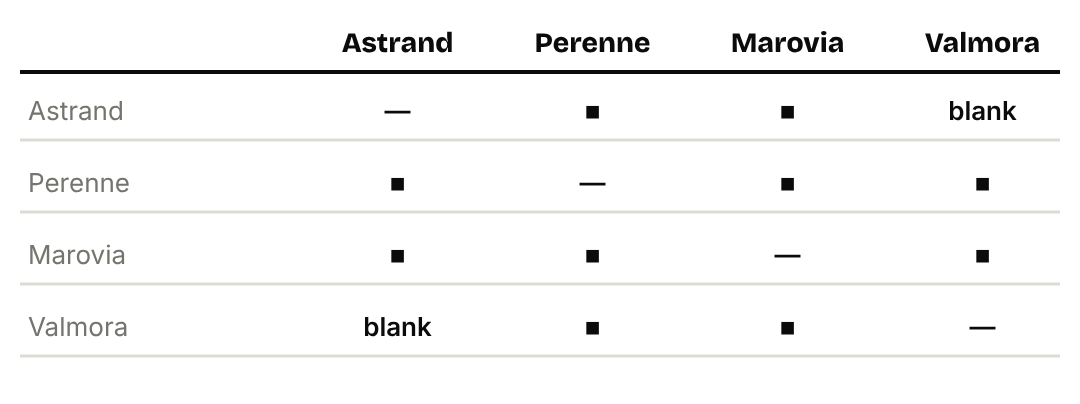 Astrand Perenne Marovia Valmora
Astrand — ■ ■ blank
Perenne ■ — ■ ■
Marovia ■ ■ — ■
Valmora blank ■ ■ —